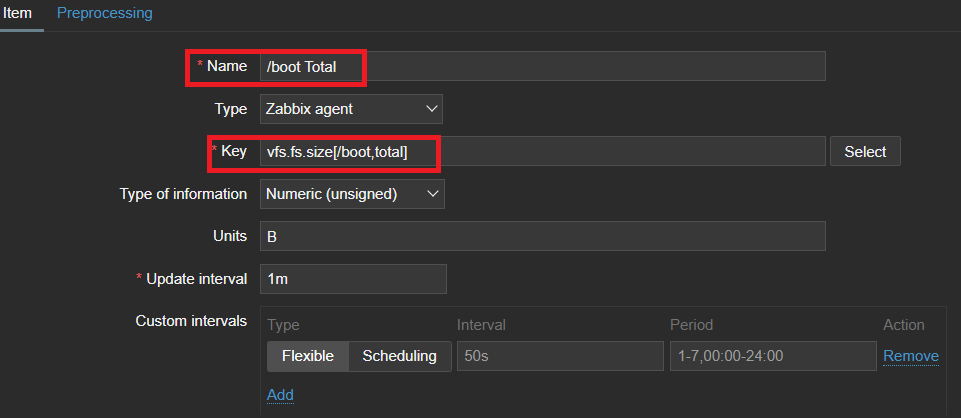 Item Preprocessing
* Name /boot Total
Type Zabbix agent
* Key vfs.fs.size[/boot,total] Select
Type of information Numeric (unsigned)
Units B
* Update interval 1m
Custom intervals Type Interval Period Action
Flexible Scheduling 50s 1-7,00:00-24:00 Remove
Add